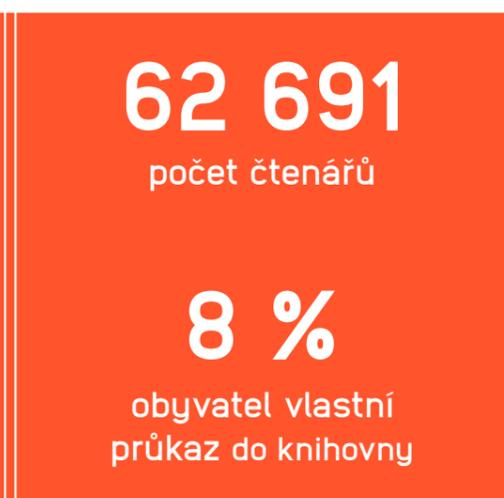 62 691
počet čtenářů
8 %
obyvatel vlastní
průkaz do knihovny